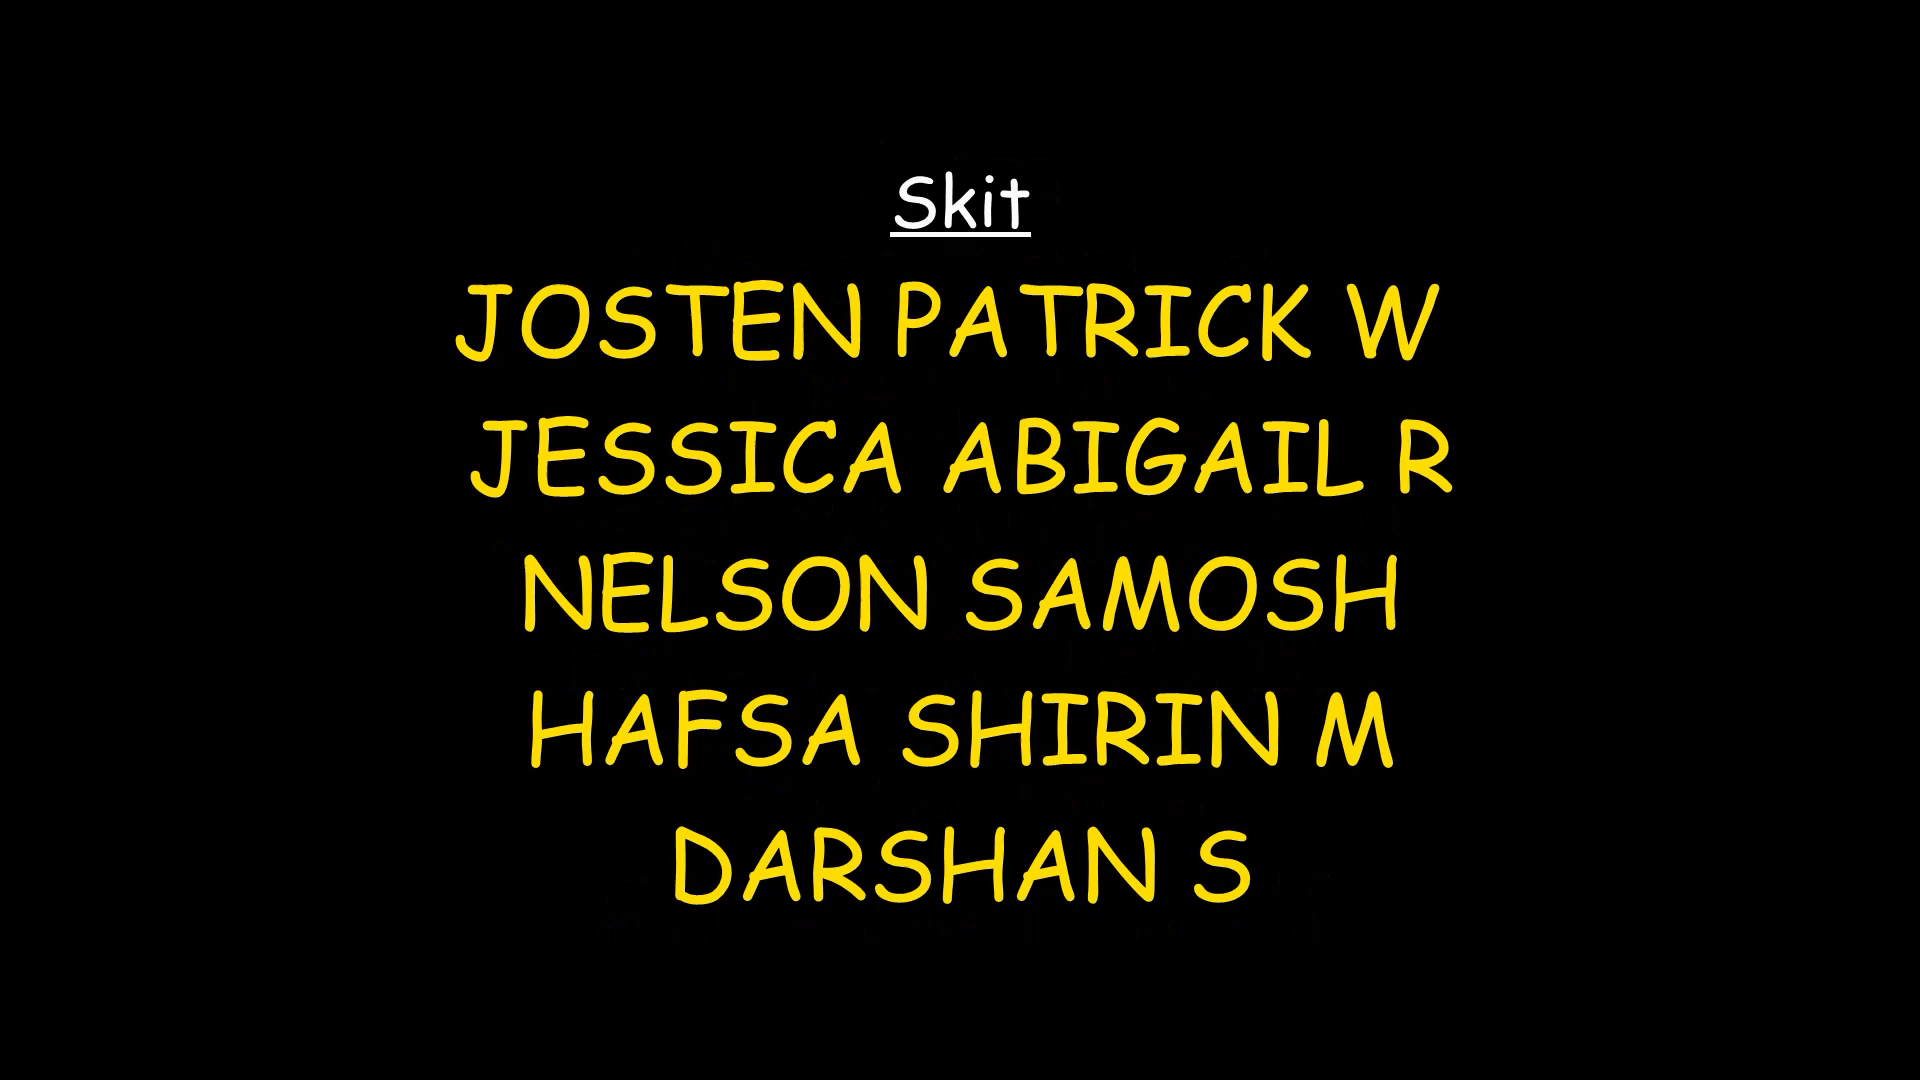 Skit
JOSTEN PATRICK W
JESSICA ABIGAIL R
NELSON SAMOSH
HAFSA SHIRIN M
DARSHAN S